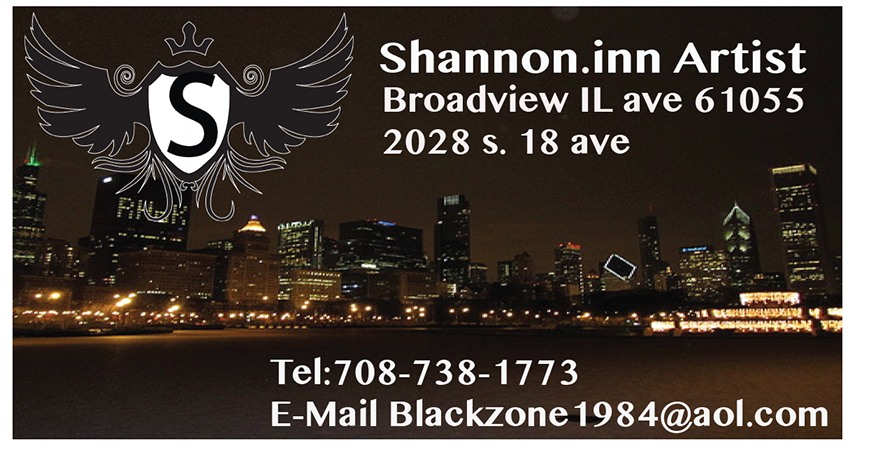 S
Shannon.inn Artist
Broadview IL ave 61055
2028 s. 18 ave
Tel:708-738-1773
E-Mail Blackzone1984@aol.com